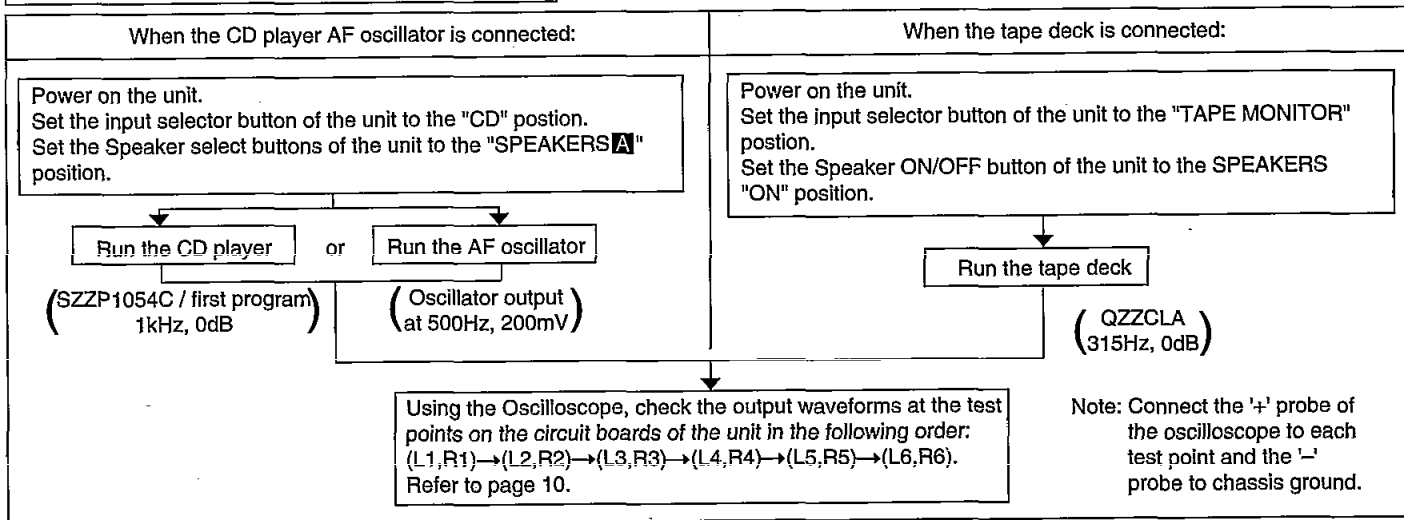 When the CD player AF oscillator is connected:
When the tape deck is connected:
Power on the unit.
Set the input selector button of the unit to the "CD" postion.
Set the Speaker select buttons of the unit to the "SPEAKERS A"
position.
Power on the unit.
Set the input selector button of the unit to the "TAPE MONITOR"
postion.
Set the Speaker ON/OFF button of the unit to the SPEAKERS
"ON" position.
Run the CD player
or
Run the AF oscillator
Run the tape deck
(SZZP1054C / first program)
1kHz, 0dB
(Oscillator output
at 500Hz, 200mV)
(QZZCLA
315Hz, 0dB)
Using the Oscilloscope, check the output waveforms at the test
points on the circuit boards of the unit in the following order:
(L1,R1)→(L2,R2)→(L3,R3)→(L4,R4)→(L5,R5)→(L6,R6).
Refer to page 10.
Note: Connect the '+' probe of
the oscilloscope to each
test point and the '–'
probe to chassis ground.